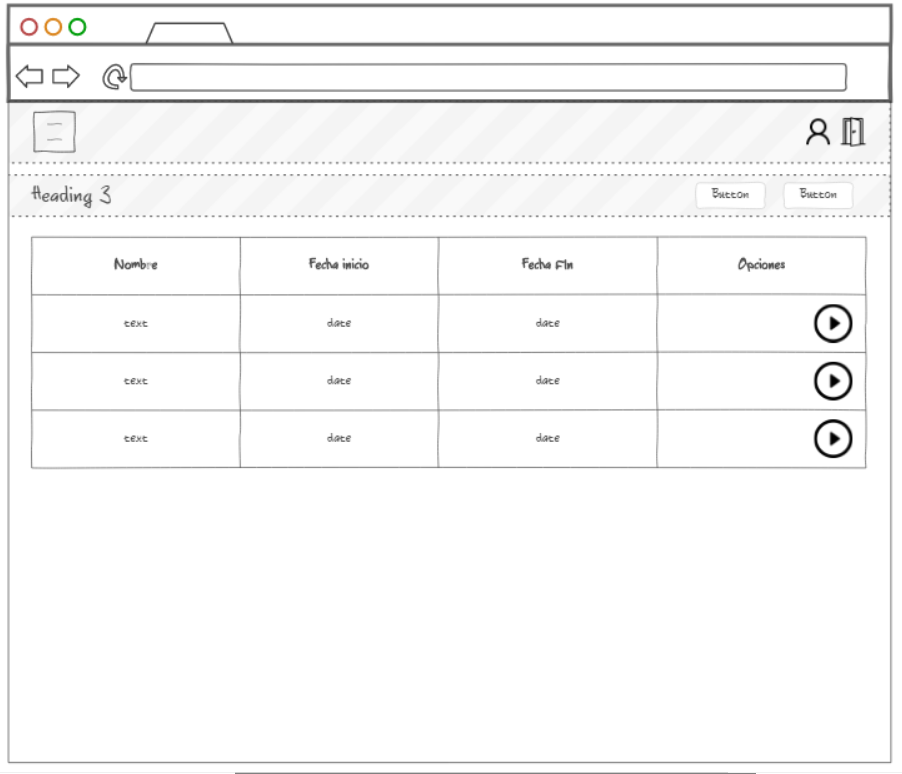 Heading 3 Button Button
Nombre Fecha inicio Fecha Fin Opciones
text date date
text date date
text date date